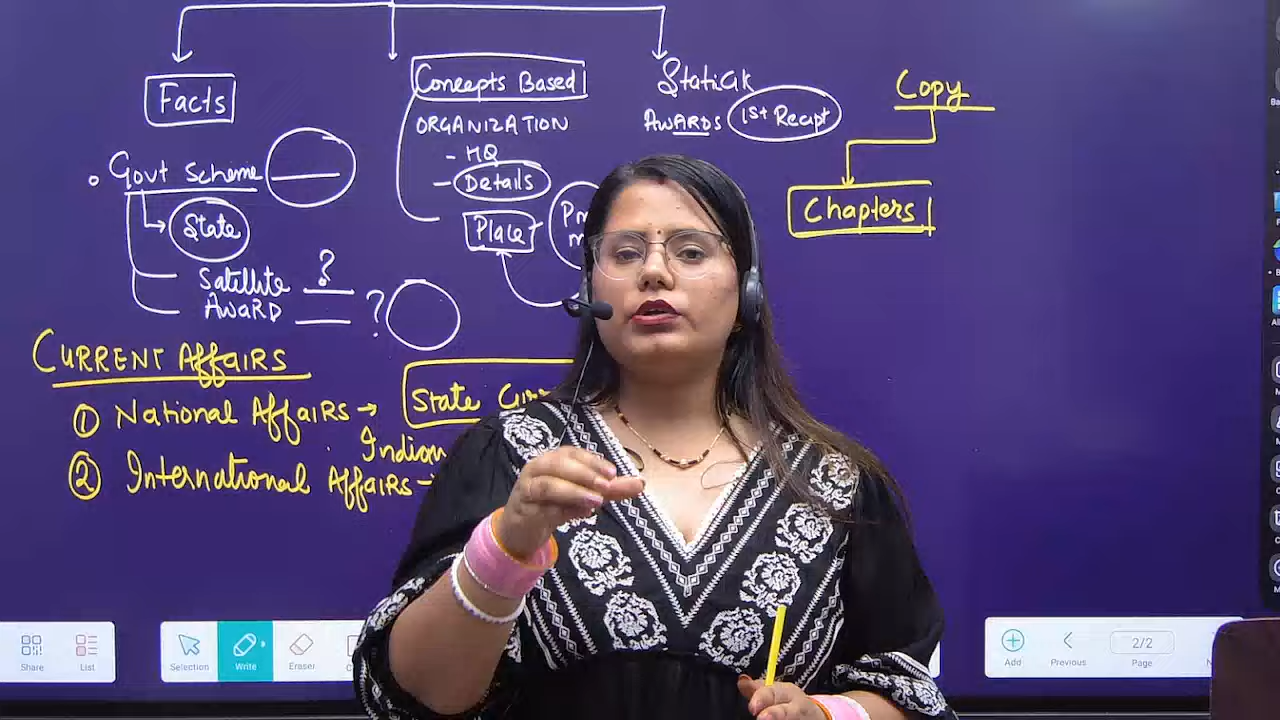 Facts
Govt Scheme
State
Satellite ?
AWARD ?
Concepts Based
ORGANIZATION
- HQ
- Details
Place
StaticGK
AWARDS 1st Recipt
Copy
Chapters
CURRENT AFFAIRS
① National Affairs → State
Indian
② International Affairs →
Share
List
Selection
Write
Eraser
Add
Previous
2/2
Page